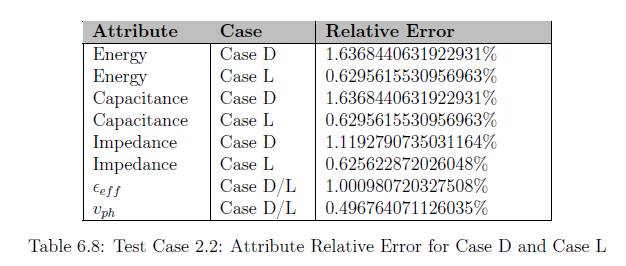 Attribute Case Relative Error
Energy Case D 1.6368440631922931%
Energy Case L 0.6295615530956963%
Capacitance Case D 1.6368440631922931%
Capacitance Case L 0.6295615530956963%
Impedance Case D 1.1192790735031164%
Impedance Case L 0.625622872026048%
ϵeff Case D/L 1.000980720327508%
vph Case D/L 0.496764071126035%
Table 6.8: Test Case 2.2: Attribute Relative Error for Case D and Case L